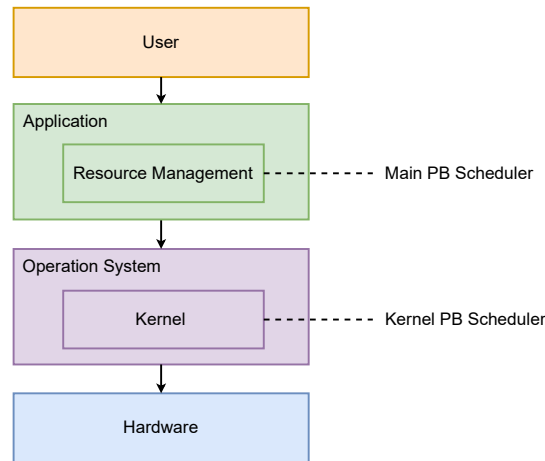 User
Application
Resource Management
Main PB Scheduler
Operation System
Kernel
Kernel PB Scheduler
Hardware